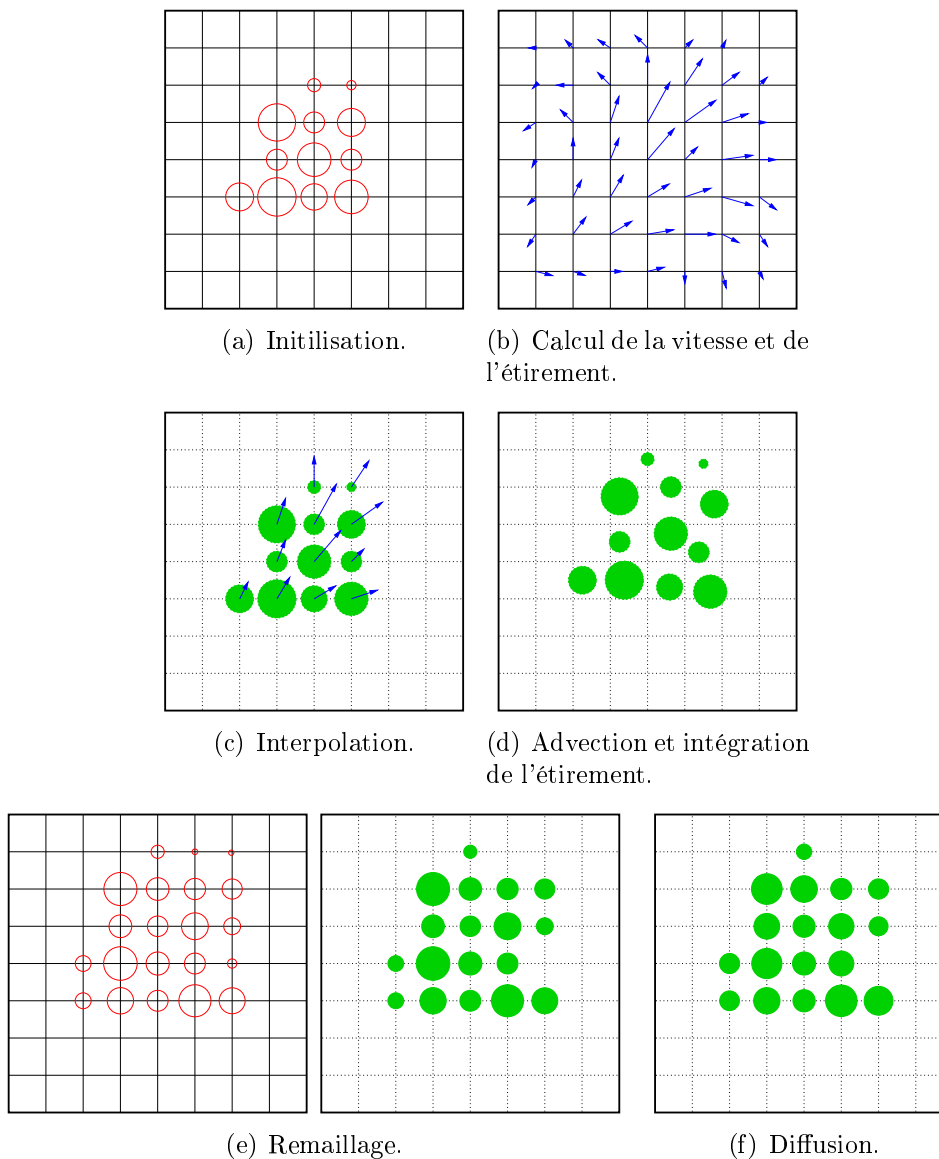 (a) Initilisation.
(b) Calcul de la vitesse et de
l'étirement.
(c) Interpolation.
(d) Advection et intégration
de l'étirement.
(e) Remaillage.
(f) Diffusion.